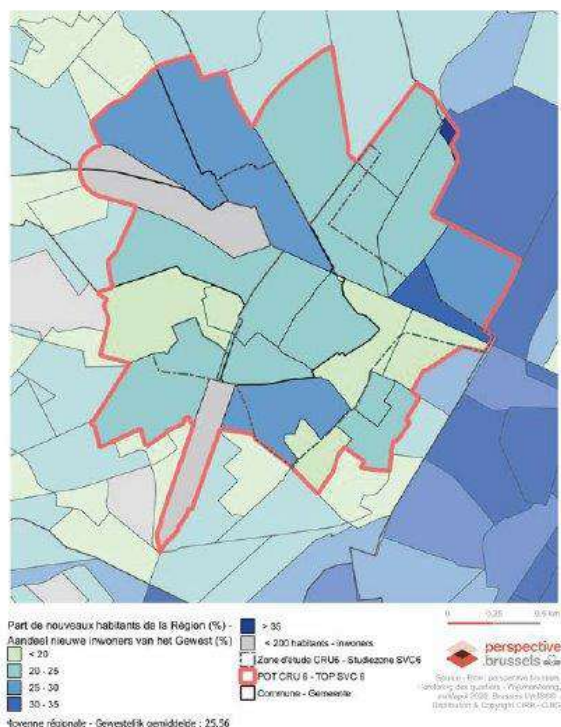 Part de nouveaux habitants de la Région (%) -
Aandeel nieuwe inwoners van het Gewest (%)
< 20
20 - 25
25 - 30
30 - 35
> 35
< 200 habitants - inwoners
Zone d'étude CRU6 - Studiezone SVC6
POT CRU 6 - TOP SVC 6
Commune - Gemeente
Moyenne régionale - Gewestelijk gemiddelde : 25,56
0 0.25 0.5 km
perspective
.brussels